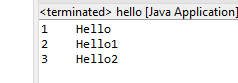 <terminated> hello [Java Application]
1 Hello
2 Hello1
3 Hello2